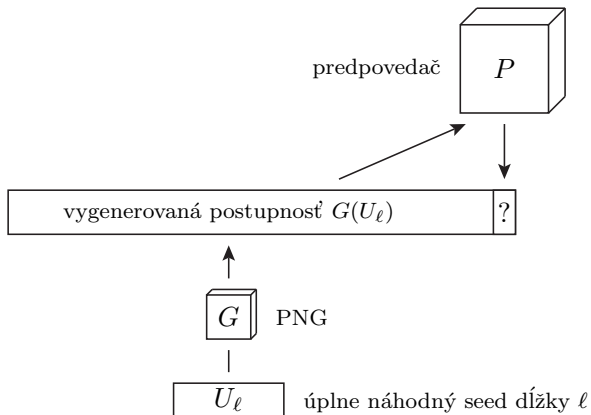 predpovedač
P
vygenerovaná postupnosť G(Uℓ)
?
G
PNG
Uℓ
úplne náhodný seed dĺžky ℓ